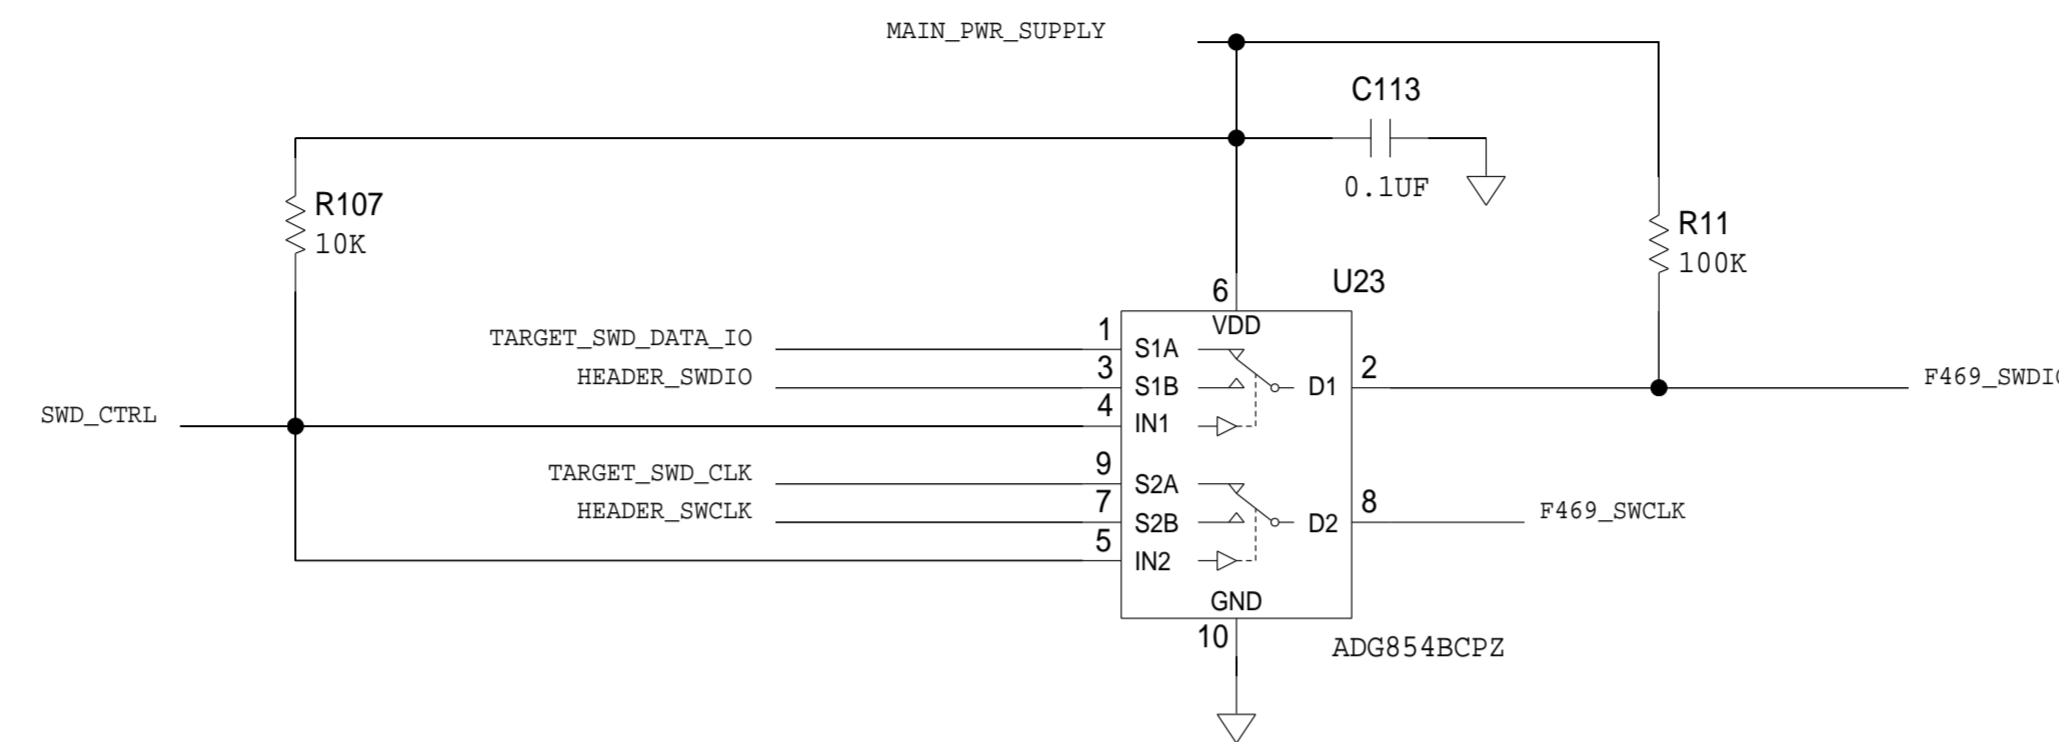 MAIN_PWR_SUPPLY
C113
0.1UF
R107
10K
R11
100K
U23
6
VDD
TARGET_SWD_DATA_IO 1 S1A
HEADER_SWDIO 3 S1B D1 2 F469_SWDIO
SWD_CTRL 4 IN1
TARGET_SWD_CLK 9 S2A
HEADER_SWCLK 7 S2B D2 8 F469_SWCLK
5 IN2
GND
10
ADG854BCPZ